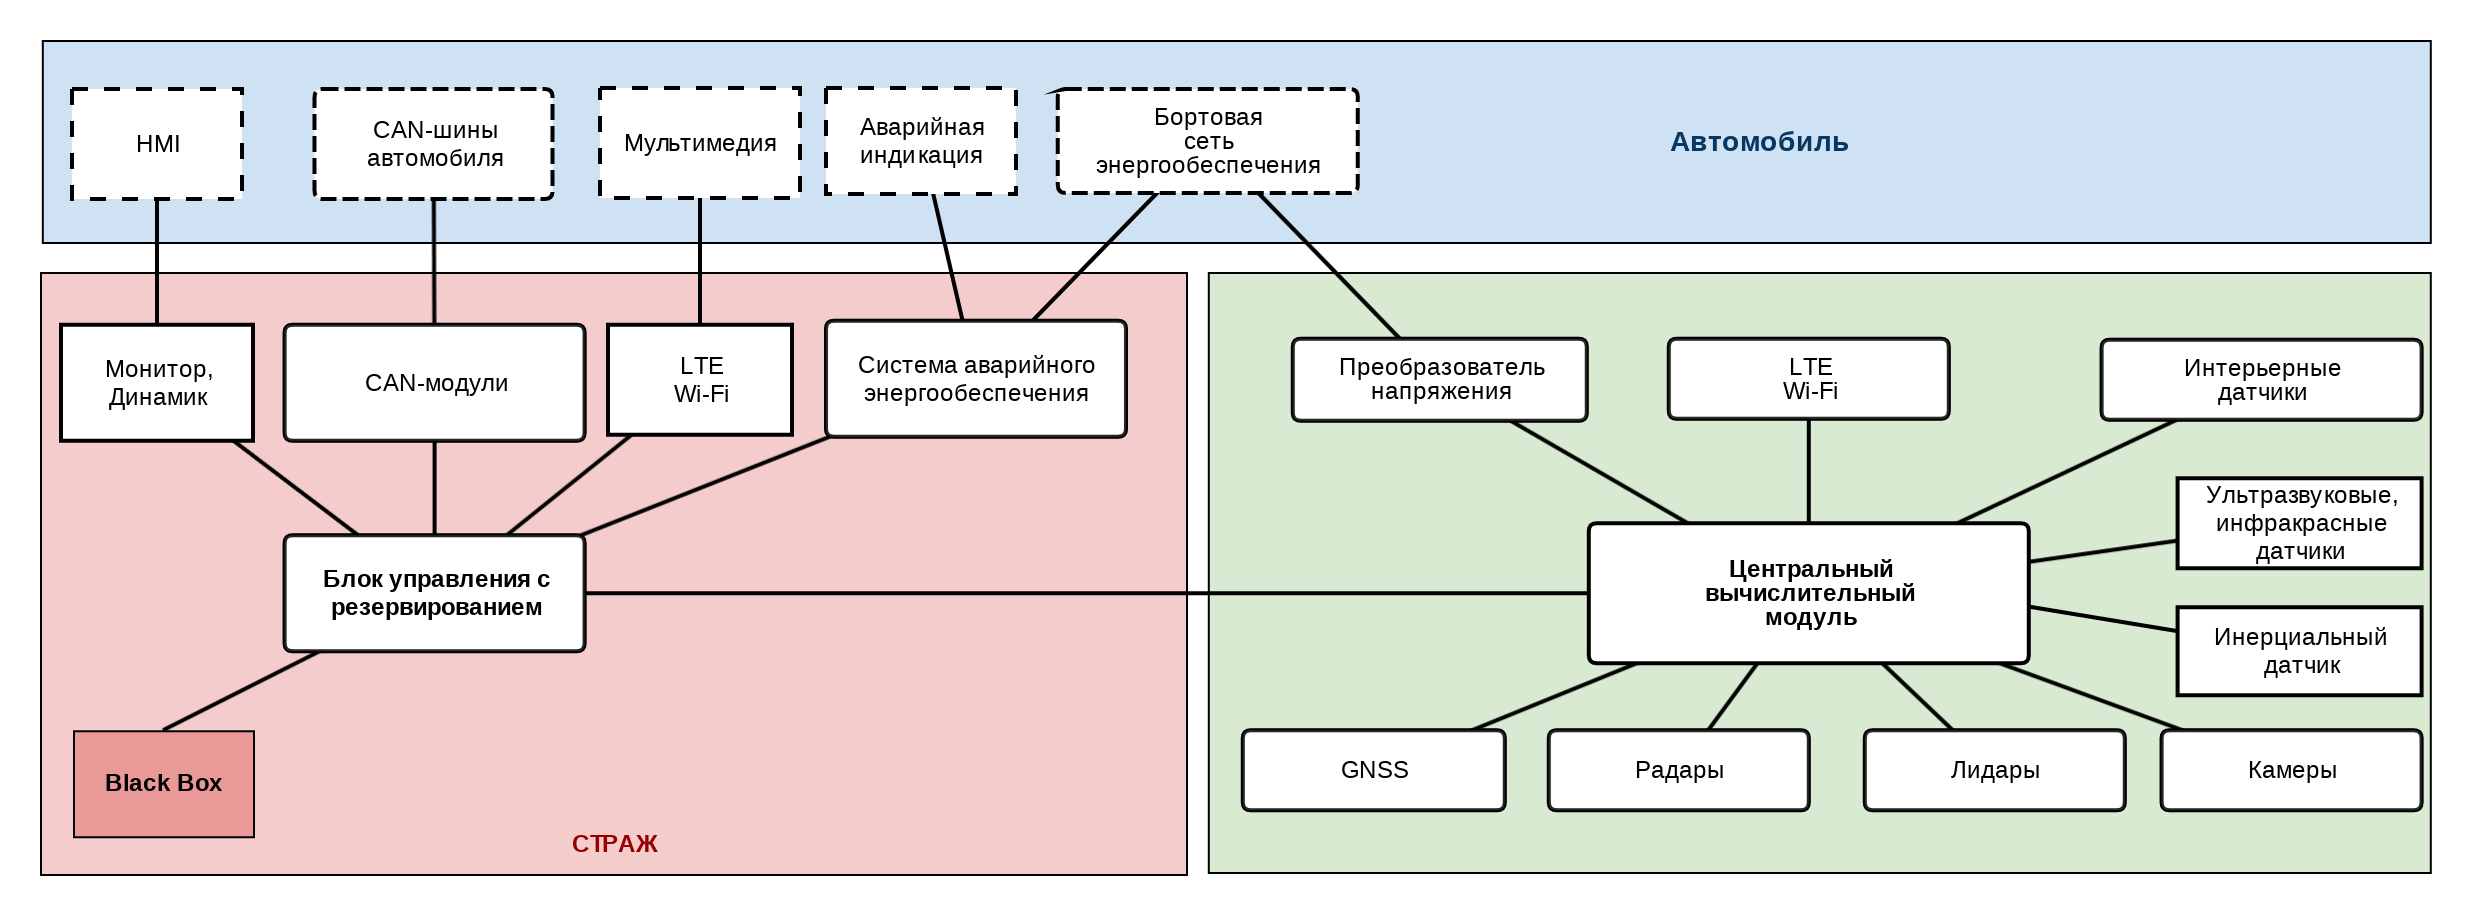 HMI
CAN-шины
автомобиля
Мультимедия
Аварийная
индикация
Бортовая
сеть
энергообеспечения
Автомобиль
Монитор,
Динамик
CAN-модули
LTE
Wi-Fi
Система аварийного
энергообеспечения
Преобразователь
напряжения
LTE
Wi-Fi
Интерьерные
датчики
Ультразвуковые,
инфракрасные
датчики
Блок управления с
резервированием
Центральный
вычислительный
модуль
Инерциальный
датчик
Black Box
GNSS
Радары
Лидары
Камеры
СТРАЖ